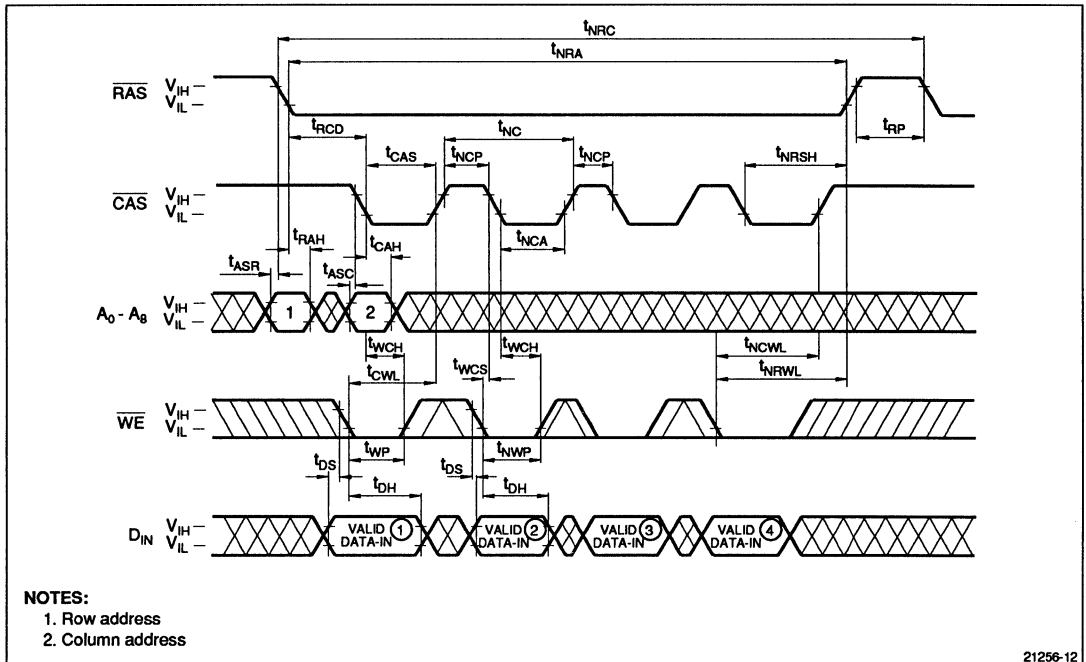 tNRC
tNRA
RAS VIH
VIL
tRCD
tNC
tRP
tCAS
tNCP
tNCP
tNRSH
CAS VIH
VIL
tRAH
tCAH
tNCA
tASR
tASC
A0 - A8 VIH
VIL
1
2
tWCH
tWCH
tNCWL
tCWL
tWCS
tNRWL
WE VIH
VIL
tWP
tNWP
tDS
tDS
tDH
tDH
DIN VIH
VIL
VALID DATA-IN 1
VALID DATA-IN 2
VALID DATA-IN 3
VALID DATA-IN 4
NOTES:
1. Row address
2. Column address
21256-12